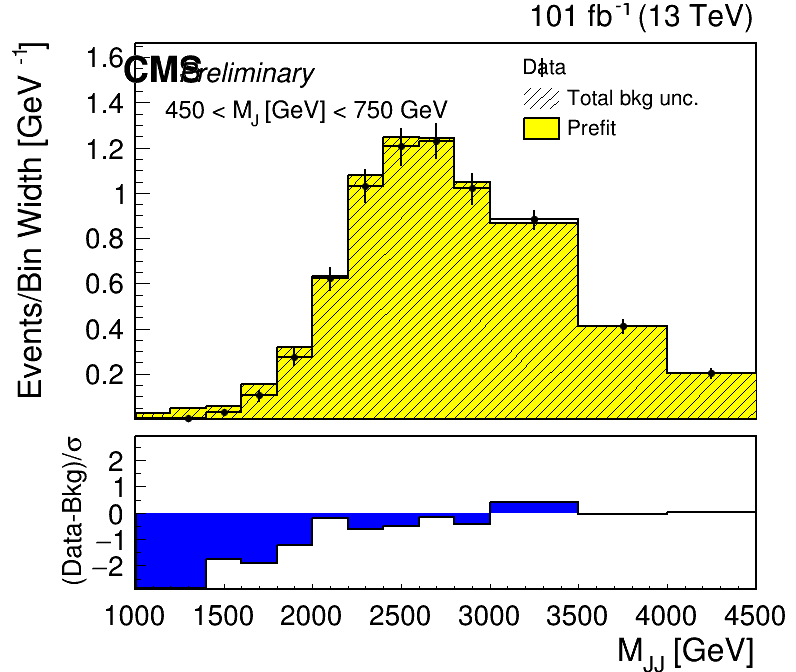 101 fb⁻¹ (13 TeV)
Events/Bin Width [GeV⁻¹]
1.6
1.4
1.2
1
0.8
0.6
0.4
0.2
CMS Preliminary
450 < M_J [GeV] < 750 GeV
Data
Total bkg unc.
Prefit
(Data-Bkg)/σ
2
1
0
−1
−2
1000 1500 2000 2500 3000 3500 4000 4500
M_JJ [GeV]